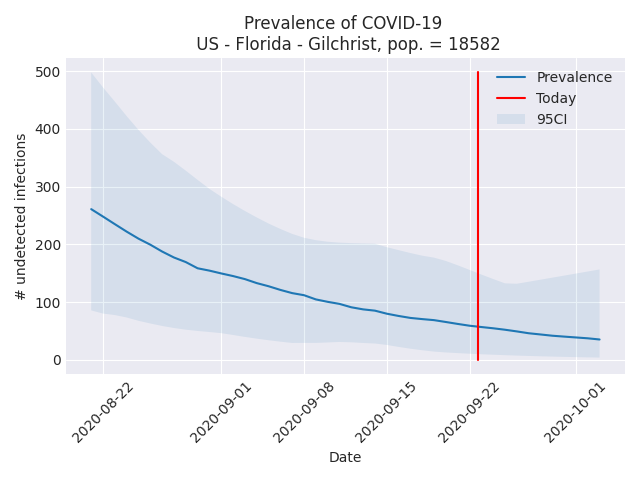 Prevalence of COVID-19
US - Florida - Gilchrist, pop. = 18582
# undetected infections
500
400
300
200
100
0
Prevalence
Today
95CI
2020-08-22
2020-09-01
2020-09-08
2020-09-15
2020-09-22
2020-10-01
Date